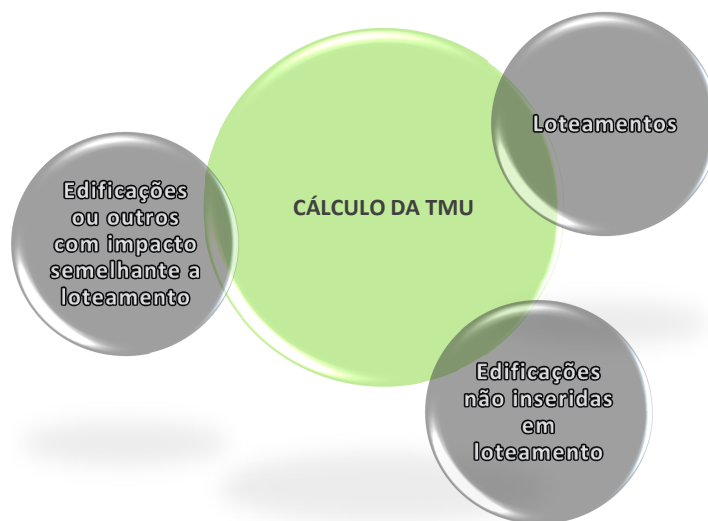 Loteamentos
Edificações
ou outros
com impacto
semelhante a
loteamento
CÁLCULO DA TMU
Edificações
não inseridas
em
loteamento